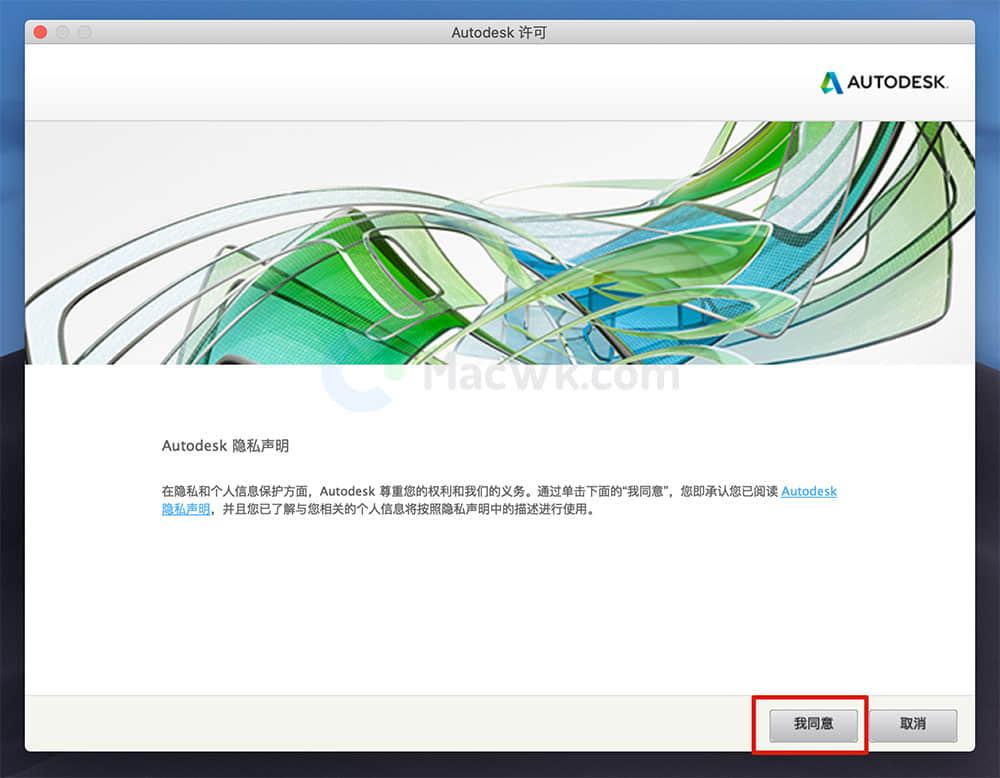 Autodesk 许可
AUTODESK.
MacWk.com
Autodesk 隐私声明
在隐私和个人信息保护方面，Autodesk 尊重您的权利和我们的义务。通过单击下面的“我同意”，您即承认您已阅读 Autodesk
隐私声明，并且您已了解与您相关的个人信息将按照隐私声明中的描述进行使用。
我同意
取消